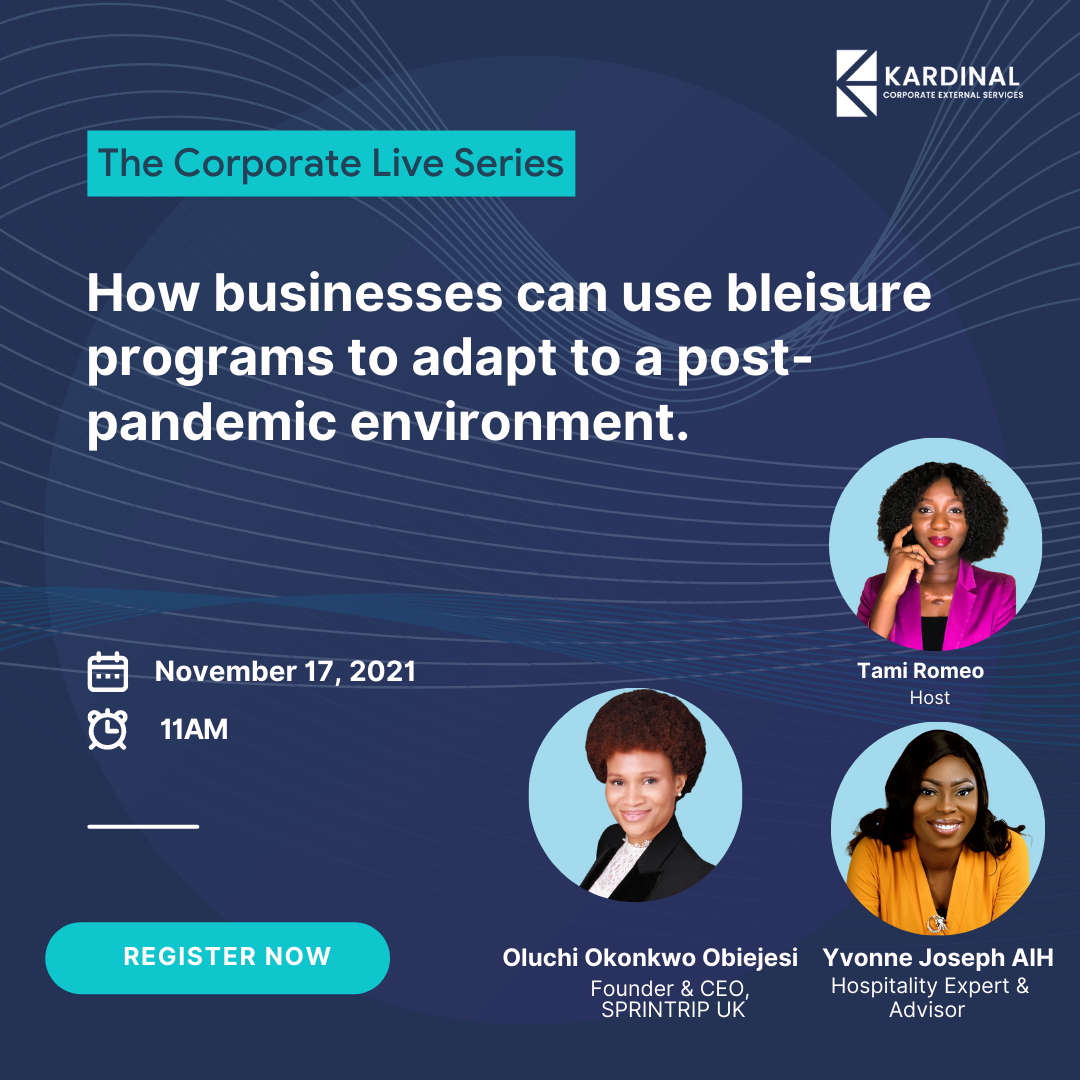 KARDINAL
CORPORATE EXTERNAL SERVICES
The Corporate Live Series
How businesses can use bleisure
programs to adapt to a post-
pandemic environment.
November 17, 2021
11AM
Tami Romeo
Host
REGISTER NOW
Oluchi Okonkwo Obiejesi
Founder & CEO,
SPRINTRIP UK
Yvonne Joseph AIH
Hospitality Expert &
Advisor